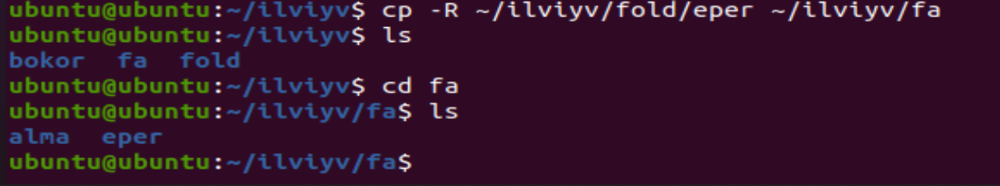 ubuntu@ubuntu:~/ilviyv$ cp -R ~/ilviyv/fold/eper ~/ilviyv/fa
ubuntu@ubuntu:~/ilviyv$ ls
bokor  fa  fold
ubuntu@ubuntu:~/ilviyv$ cd fa
ubuntu@ubuntu:~/ilviyv/fa$ ls
alma  eper
ubuntu@ubuntu:~/ilviyv/fa$